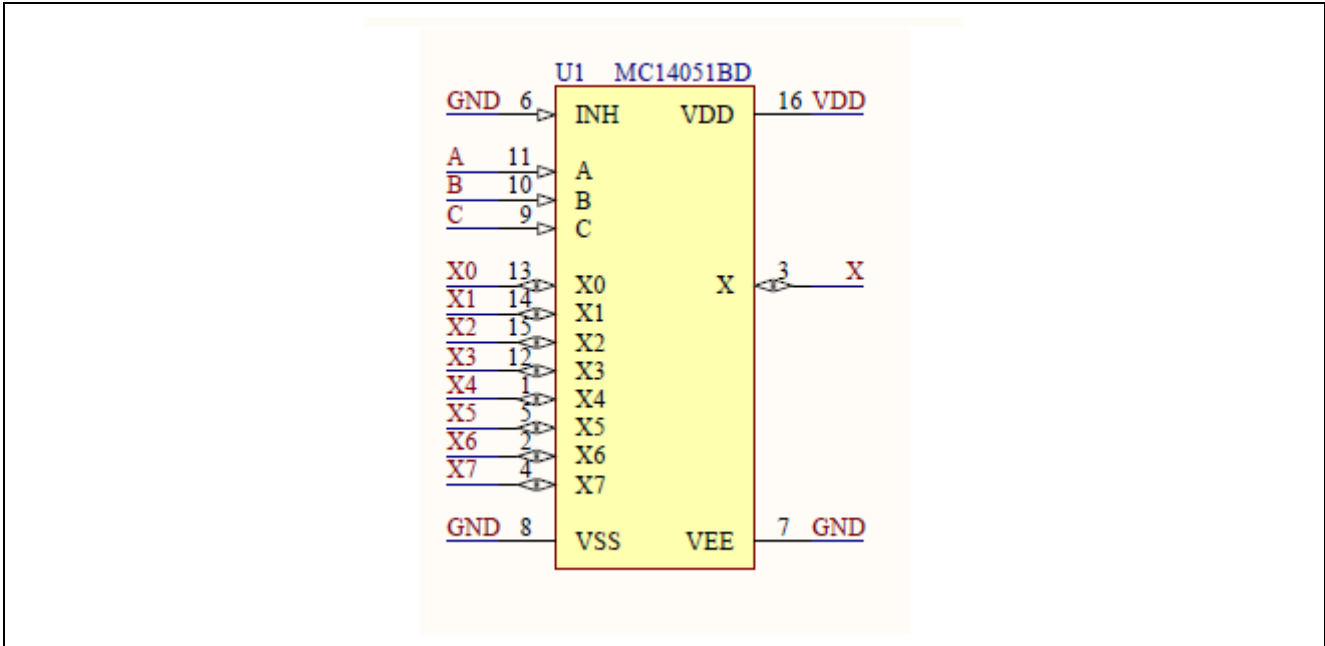 U1 MC14051BD
GND 6 INH VDD 16 VDD
A 11 A
B 10 B
C 9 C
X0 13 X0 X 3 X
X1 14 X1
X2 15 X2
X3 12 X3
X4 1 X4
X5 5 X5
X6 2 X6
X7 4 X7
GND 8 VSS VEE 7 GND